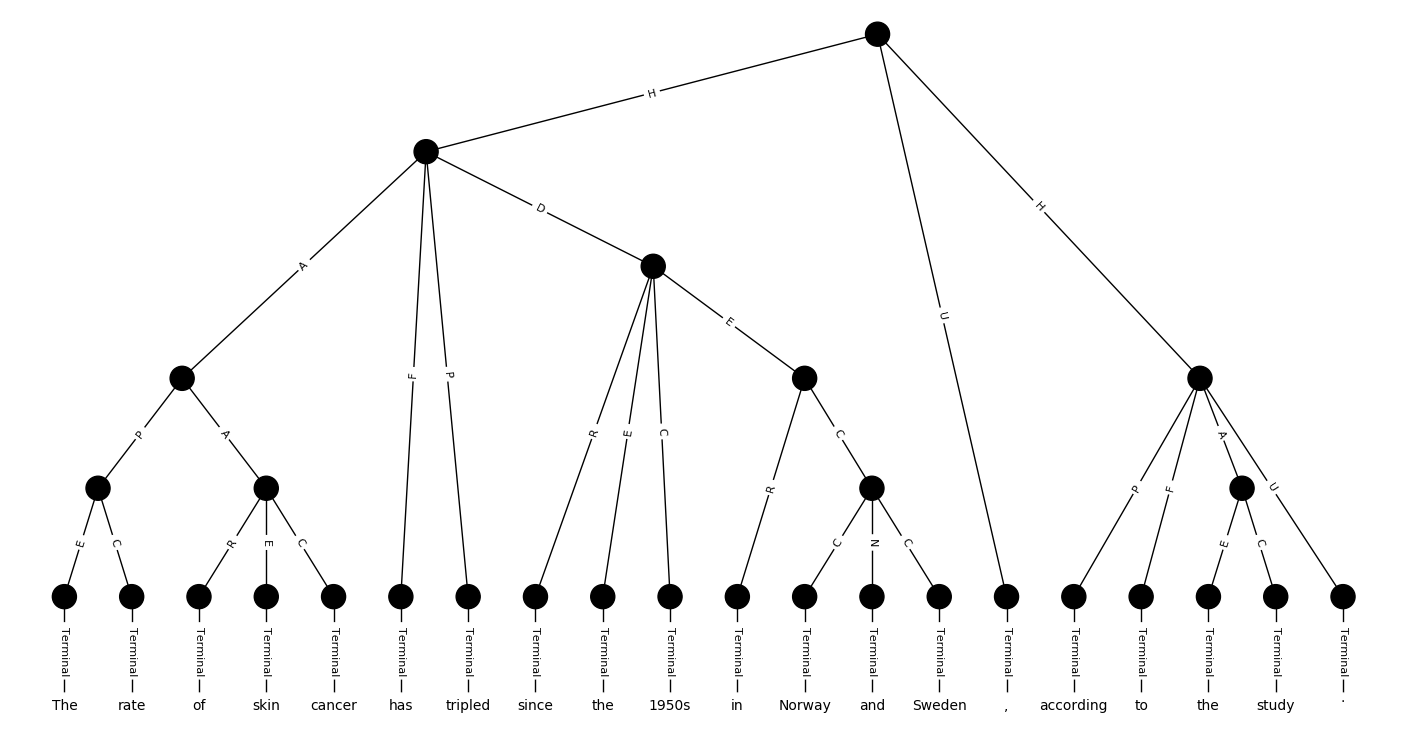 H
A
D
H
F
P
E
U
P
A
R
E
C
R
C
P
F
A
U
E
C
R
E
C
C
N
C
E
C
Terminal Terminal Terminal Terminal Terminal Terminal Terminal Terminal Terminal Terminal Terminal Terminal Terminal Terminal Terminal Terminal Terminal Terminal Terminal Terminal
The rate of skin cancer has tripled since the 1950s in Norway and Sweden , according to the study .